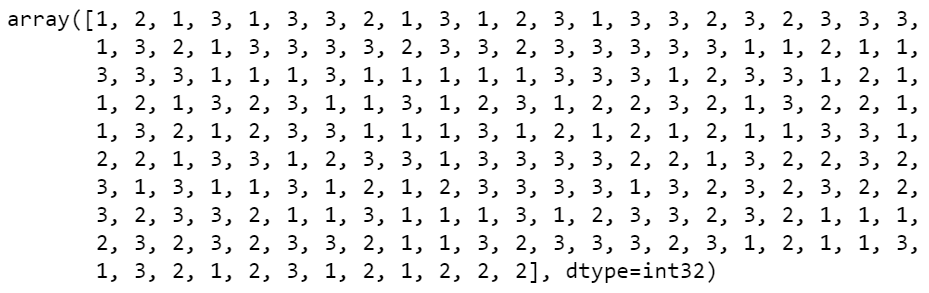 array([1, 2, 1, 3, 1, 3, 3, 2, 1, 3, 1, 2, 3, 1, 3, 3, 2, 3, 2, 3, 3, 3,
1, 3, 2, 1, 3, 3, 3, 3, 2, 3, 3, 2, 3, 3, 3, 3, 3, 1, 1, 2, 1, 1,
3, 3, 3, 1, 1, 1, 3, 1, 1, 1, 1, 1, 3, 3, 3, 1, 2, 3, 3, 1, 2, 1,
1, 2, 1, 3, 2, 3, 1, 1, 3, 1, 2, 3, 1, 2, 2, 3, 2, 1, 3, 2, 2, 1,
1, 3, 2, 1, 2, 3, 3, 1, 1, 1, 3, 1, 2, 1, 2, 1, 2, 1, 1, 3, 3, 1,
2, 2, 1, 3, 3, 1, 2, 3, 3, 1, 3, 3, 3, 3, 2, 2, 1, 3, 2, 2, 3, 2,
3, 1, 3, 1, 1, 3, 1, 2, 1, 2, 3, 3, 3, 3, 1, 3, 2, 3, 2, 3, 2, 2,
3, 2, 3, 3, 2, 1, 1, 3, 1, 1, 1, 3, 1, 2, 3, 3, 2, 3, 2, 1, 1, 1,
2, 3, 2, 3, 2, 3, 3, 2, 1, 1, 3, 2, 3, 3, 3, 2, 3, 1, 2, 1, 1, 3,
1, 3, 2, 1, 2, 3, 1, 2, 1, 2, 2, 2], dtype=int32)